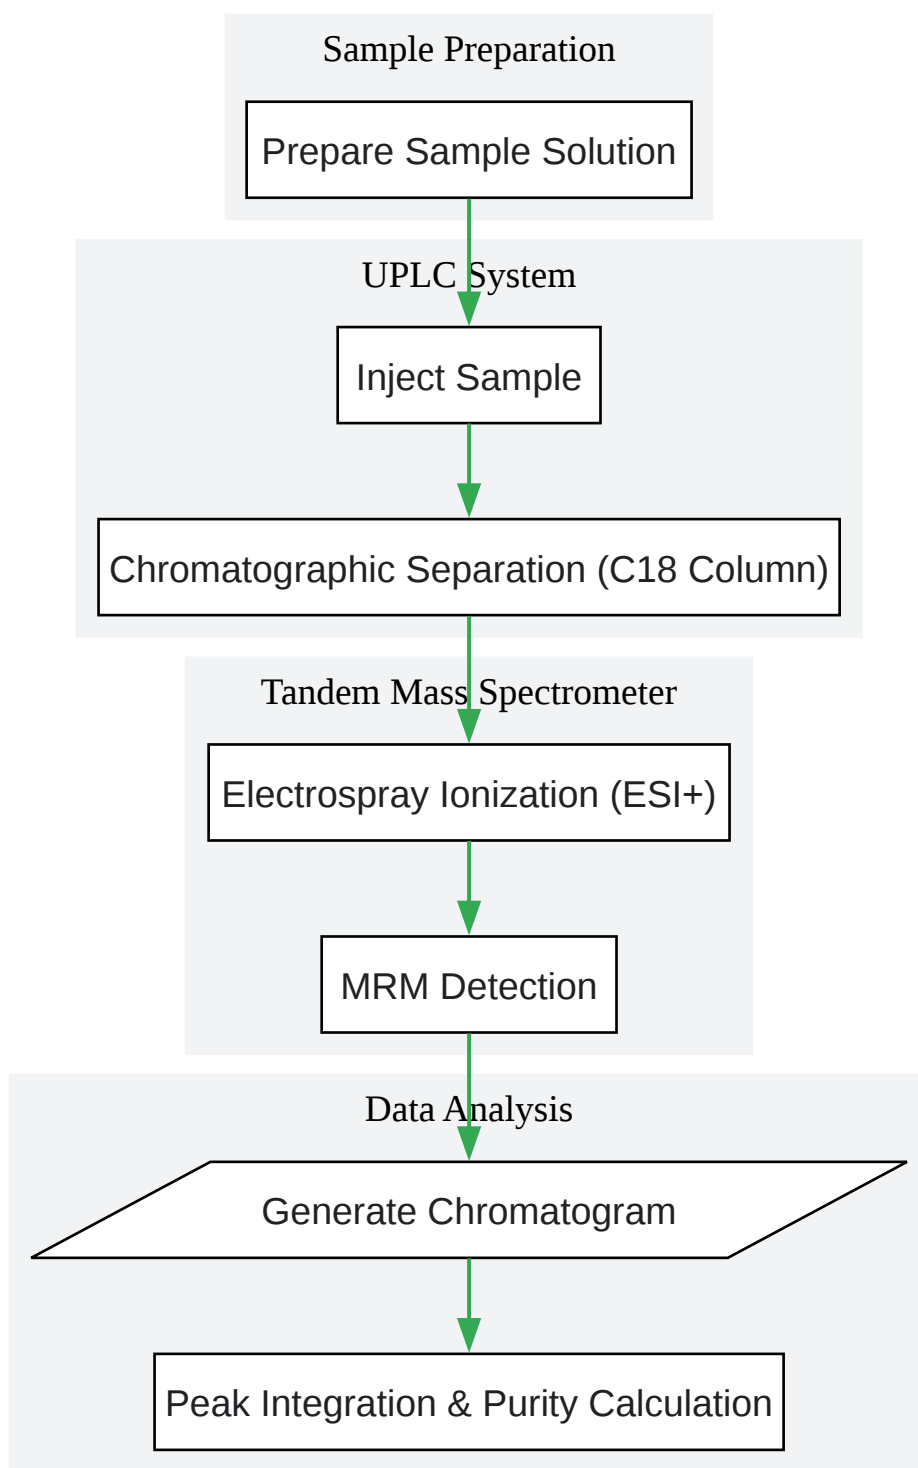 Sample Preparation
Prepare Sample Solution
UPLC System
Inject Sample
Chromatographic Separation (C18 Column)
Tandem Mass Spectrometer
Electrospray Ionization (ESI+)
MRM Detection
Data Analysis
Generate Chromatogram
Peak Integration & Purity Calculation